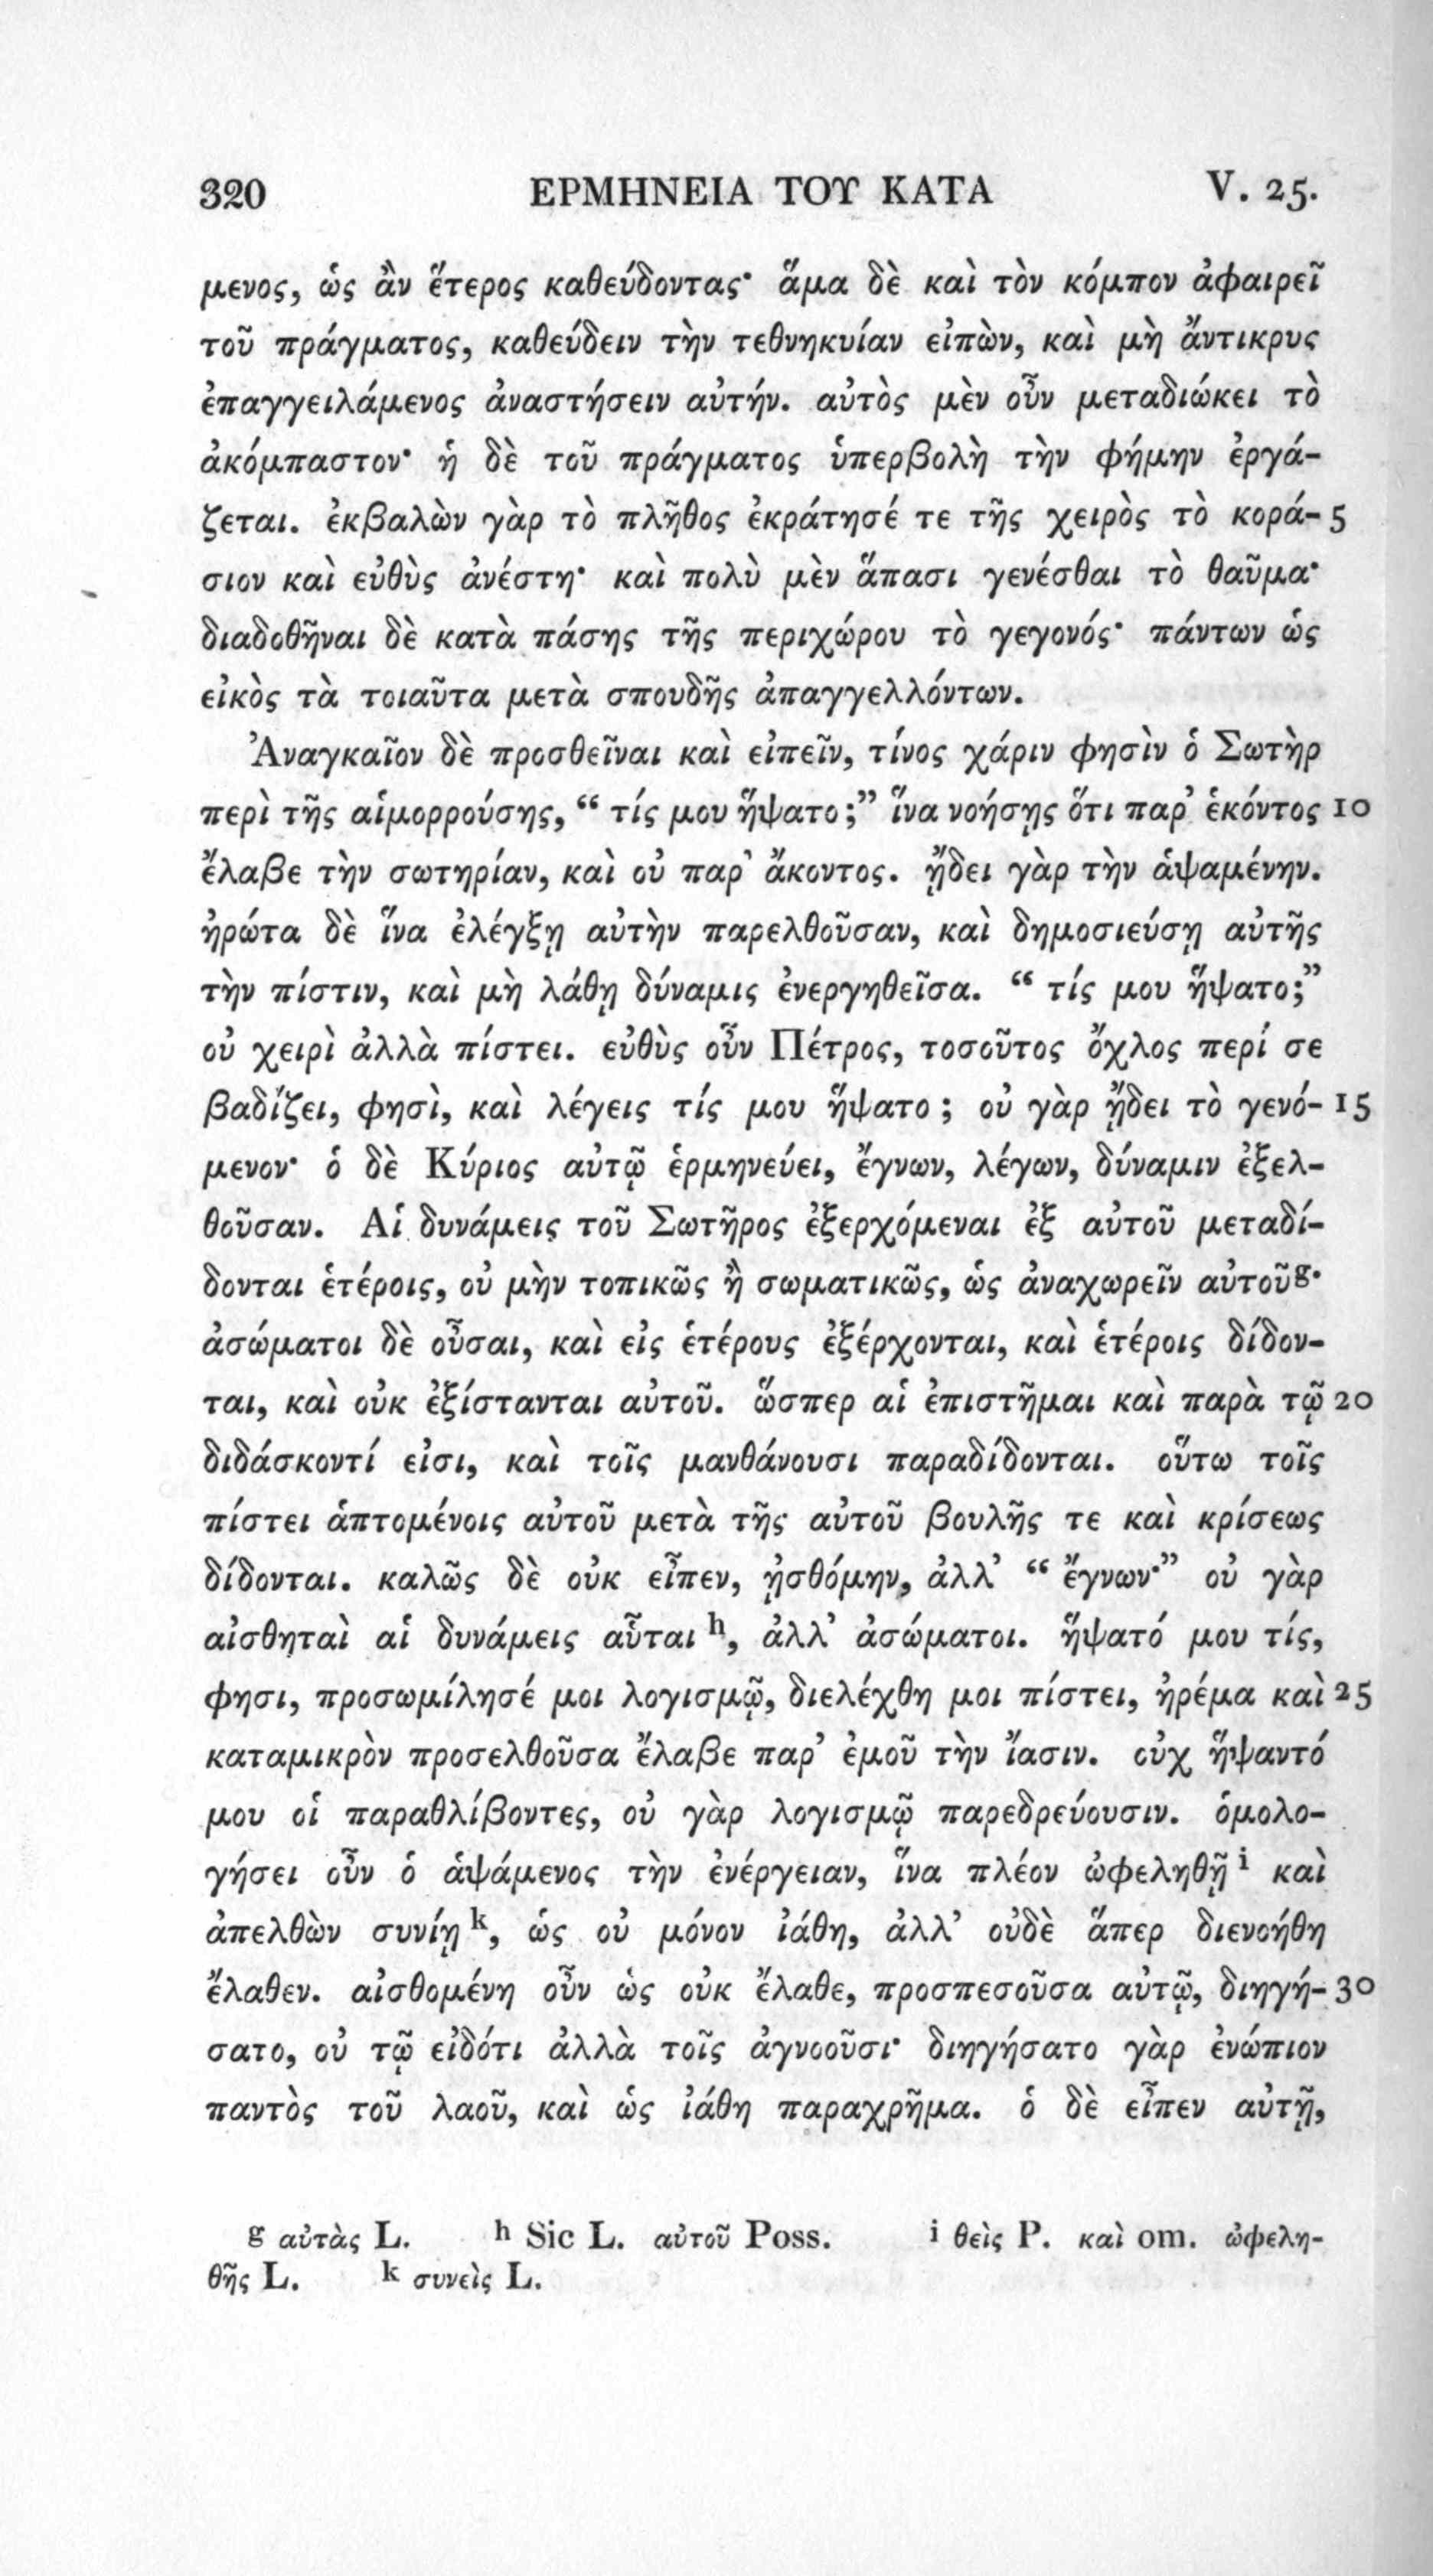 320 ΕΡΜΗΝΕΙΑ ΤΟΥ ΚΑΤΑ V. 25.
μενος, ὡς ἂν ἕτερος καθεύδοντας· ἅμα δὲ καὶ τὸν κόμπον ἀφαιρεῖ
τοῦ πράγματος, καθεύδειν τὴν τεθνηκυίαν εἰπὼν, καὶ μὴ ἄντικρυς
ἐπαγγειλάμενος ἀναστήσειν αὐτήν. αὐτὸς μὲν οὖν μεταδιώκει τὸ
ἀκόμπαστον· ἡ δὲ τοῦ πράγματος ὑπερβολὴ τὴν φήμην ἐργά-
ζεται. ἐκβαλὼν γὰρ τὸ πλῆθος ἐκράτησέ τε τῆς χειρὸς τὸ κορά- 5
σιον καὶ εὐθὺς ἀνέστη· καὶ πολὺ μὲν ἅπασι γενέσθαι τὸ θαῦμα·
διαδοθῆναι δὲ κατὰ πάσης τῆς περιχώρου τὸ γεγονός· πάντων ὡς
εἰκὸς τὰ τοιαῦτα μετὰ σπουδῆς ἀπαγγελλόντων.
Ἀναγκαῖον δὲ προσθεῖναι καὶ εἰπεῖν, τίνος χάριν φησὶν ὁ Σωτὴρ
περὶ τῆς αἱμορρούσης, “ τίς μου ἥψατο ;” ἵνα νοήσῃς ὅτι παρ’ ἑκόντος 10
ἔλαβε τὴν σωτηρίαν, καὶ οὐ παρ’ ἄκοντος. ᾔδει γὰρ τὴν ἁψαμένην.
ἠρώτα δὲ ἵνα ἐλέγξῃ αὐτὴν παρελθοῦσαν, καὶ δημοσιεύσῃ αὐτῆς
τὴν πίστιν, καὶ μὴ λάθῃ δύναμις ἐνεργηθεῖσα. “ τίς μου ἥψατο;”
οὐ χειρὶ ἀλλὰ πίστει. εὐθὺς οὖν Πέτρος, τοσοῦτος ὄχλος περί σε
βαδίζει, φησὶ, καὶ λέγεις τίς μου ἥψατο ; οὐ γὰρ ᾔδει τὸ γενό- 15
μενον· ὁ δὲ Κύριος αὐτῷ ἑρμηνεύει, ἔγνων, λέγων, δύναμιν ἐξελ-
θοῦσαν. Αἱ δυνάμεις τοῦ Σωτῆρος ἐξερχόμεναι ἐξ αὐτοῦ μεταδί-
δονται ἑτέροις, οὐ μὴν τοπικῶς ἢ σωματικῶς, ὡς ἀναχωρεῖν αὐτοῦ g·
ἀσώματοι δὲ οὖσαι, καὶ εἰς ἑτέρους ἐξέρχονται, καὶ ἑτέροις δίδον-
ται, καὶ οὐκ ἐξίστανται αὐτοῦ. ὥσπερ αἱ ἐπιστῆμαι καὶ παρὰ τῷ 20
διδάσκοντί εἰσι, καὶ τοῖς μανθάνουσι παραδίδονται. οὕτω τοῖς
πίστει ἁπτομένοις αὐτοῦ μετὰ τῆς αὐτοῦ βουλῆς τε καὶ κρίσεως
δίδονται. καλῶς δὲ οὐκ εἶπεν, ᾐσθόμην, ἀλλ’ “ ἔγνων·” οὐ γὰρ
αἰσθηταὶ αἱ δυνάμεις αὗται h, ἀλλ’ ἀσώματοι. ἥψατό μου τίς,
φησι, προσωμίλησέ μοι λογισμῷ, διελέχθη μοι πίστει, ἠρέμα καὶ 25
καταμικρὸν προσελθοῦσα ἔλαβε παρ’ ἐμοῦ τὴν ἴασιν. οὐχ ἥψαντό
μου οἱ παραθλίβοντες, οὐ γὰρ λογισμῷ παρεδρεύουσιν. ὁμολο-
γήσει οὖν ὁ ἁψάμενος τὴν ἐνέργειαν, ἵνα πλέον ὠφεληθῇ i καὶ
ἀπελθὼν συνίῃ k, ὡς οὐ μόνον ἰάθη, ἀλλ’ οὐδὲ ἅπερ διενοήθη
ἔλαθεν. αἰσθομένη οὖν ὡς οὐκ ἔλαθε, προσπεσοῦσα αὐτῷ, διηγή- 30
σατο, οὐ τῷ εἰδότι ἀλλὰ τοῖς ἀγνοοῦσι· διηγήσατο γὰρ ἐνώπιον
παντὸς τοῦ λαοῦ, καὶ ὡς ἰάθη παραχρῆμα. ὁ δὲ εἶπεν αὐτῇ,
g αὐτὰς L. h Sic L. αὐτοῦ Poss. i θεὶς P. καὶ om. ὠφελη-
θῆς L. k συνεὶς L.